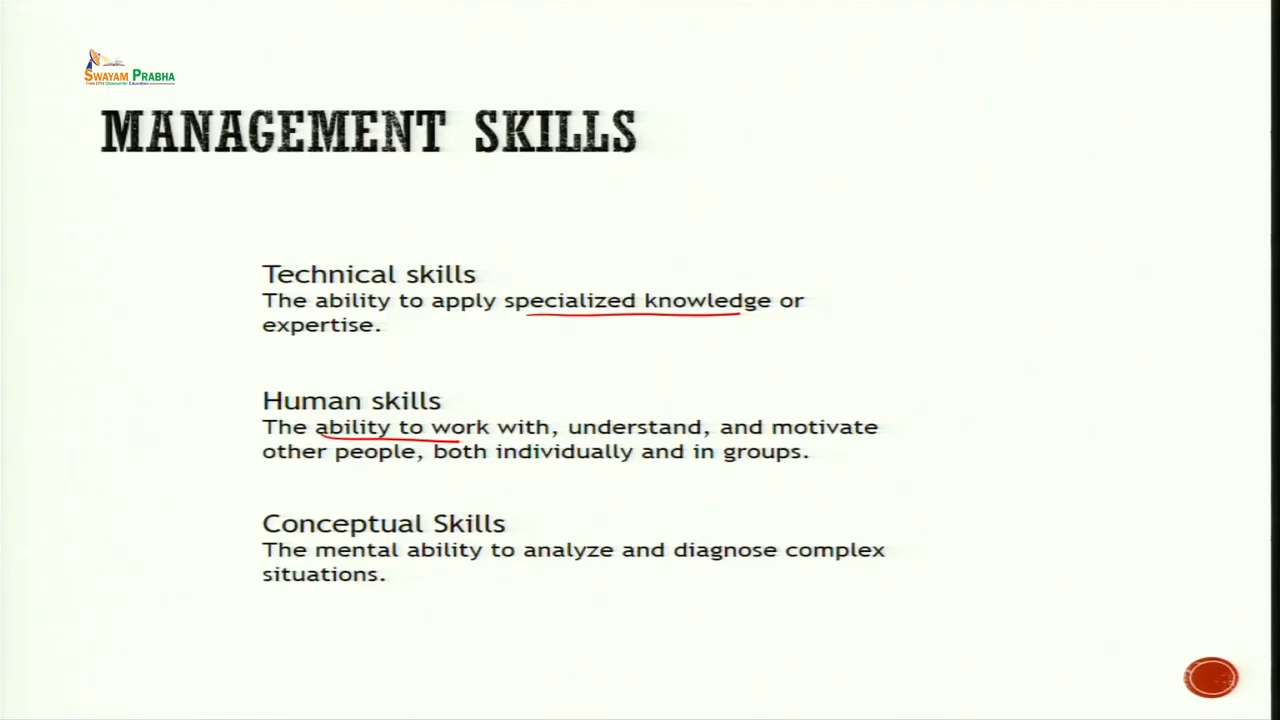 SWAYAM PRABHA
MANAGEMENT SKILLS
Technical skills
The ability to apply specialized knowledge or
expertise.
Human skills
The ability to work with, understand, and motivate
other people, both individually and in groups.
Conceptual Skills
The mental ability to analyze and diagnose complex
situations.